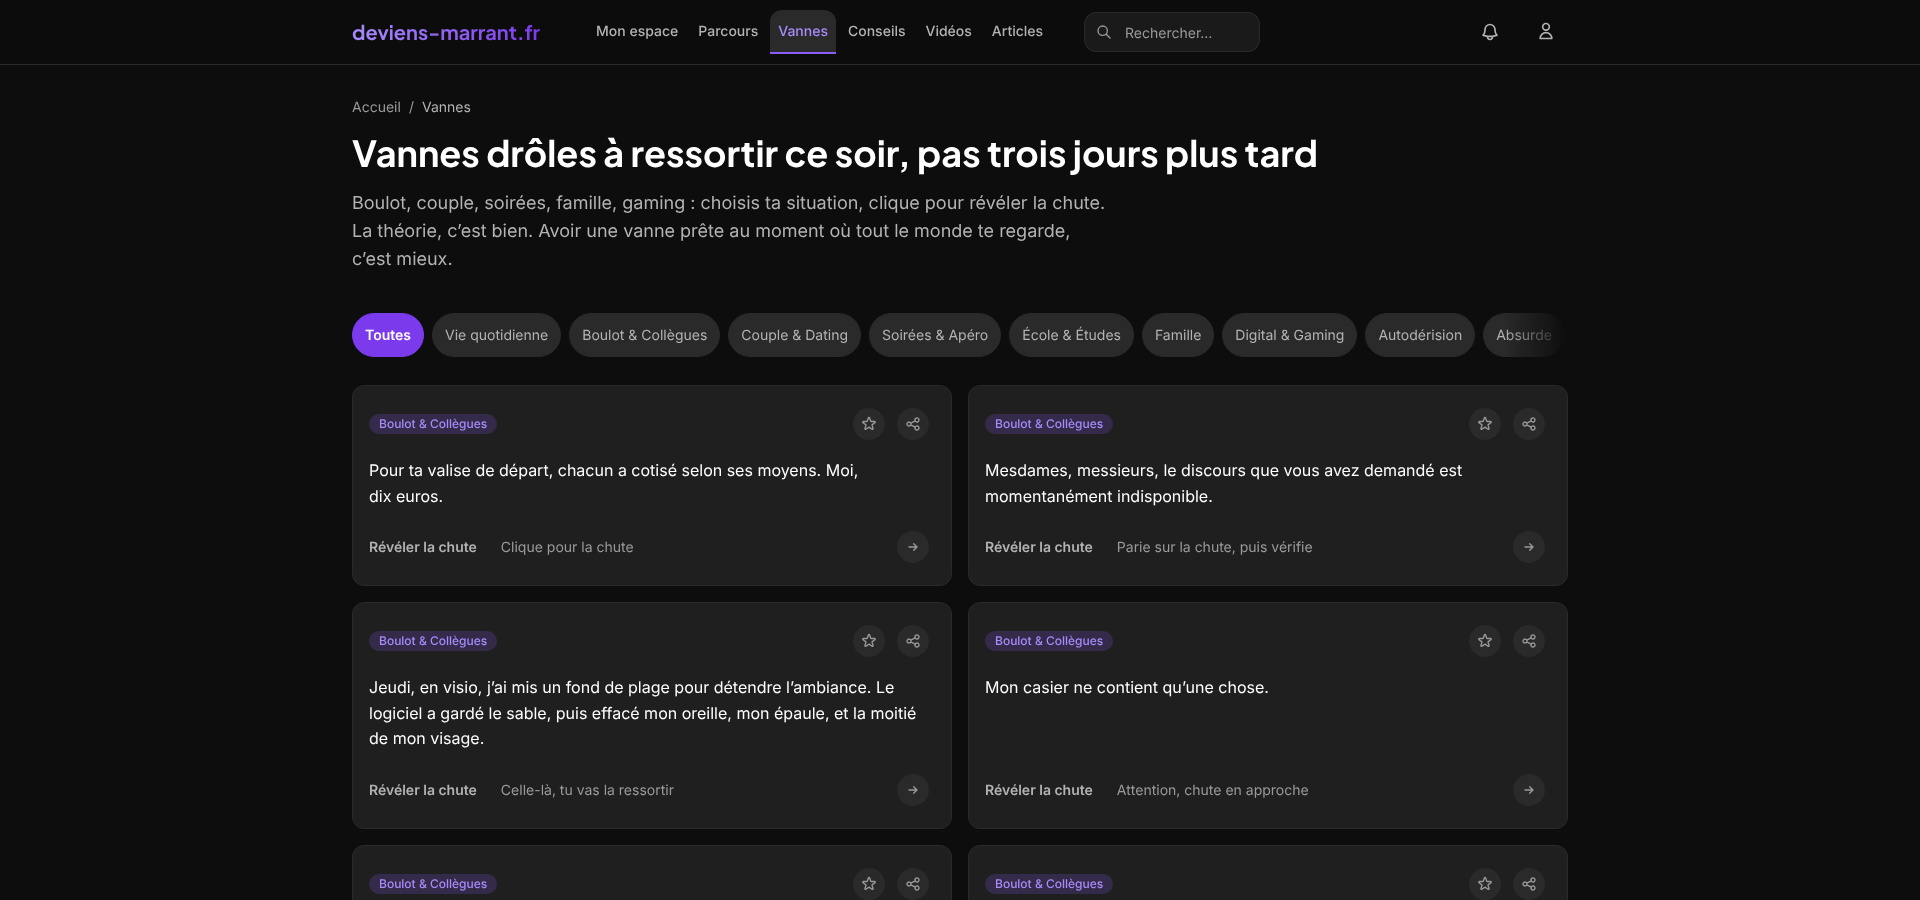 deviens-marrant.fr
Mon espace
Parcours
Vannes
Conseils
Vidéos
Articles
Rechercher...
Accueil / Vannes
Vannes drôles à ressortir ce soir, pas trois jours plus tard
Boulot, couple, soirées, famille, gaming : choisis ta situation, clique pour révéler la chute.
La théorie, c’est bien. Avoir une vanne prête au moment où tout le monde te regarde,
c’est mieux.
Toutes
Vie quotidienne
Boulot & Collègues
Couple & Dating
Soirées & Apéro
École & Études
Famille
Digital & Gaming
Autodérision
Absurde
Boulot & Collègues
Pour ta valise de départ, chacun a cotisé selon ses moyens. Moi,
dix euros.
Révéler la chute
Clique pour la chute
Boulot & Collègues
Mesdames, messieurs, le discours que vous avez demandé est
momentanément indisponible.
Révéler la chute
Parie sur la chute, puis vérifie
Boulot & Collègues
Jeudi, en visio, j’ai mis un fond de plage pour détendre l’ambiance. Le
logiciel a gardé le sable, puis effacé mon oreille, mon épaule, et la moitié
de mon visage.
Révéler la chute
Celle-là, tu vas la ressortir
Boulot & Collègues
Mon casier ne contient qu’une chose.
Révéler la chute
Attention, chute en approche
Boulot & Collègues
Boulot & Collègues